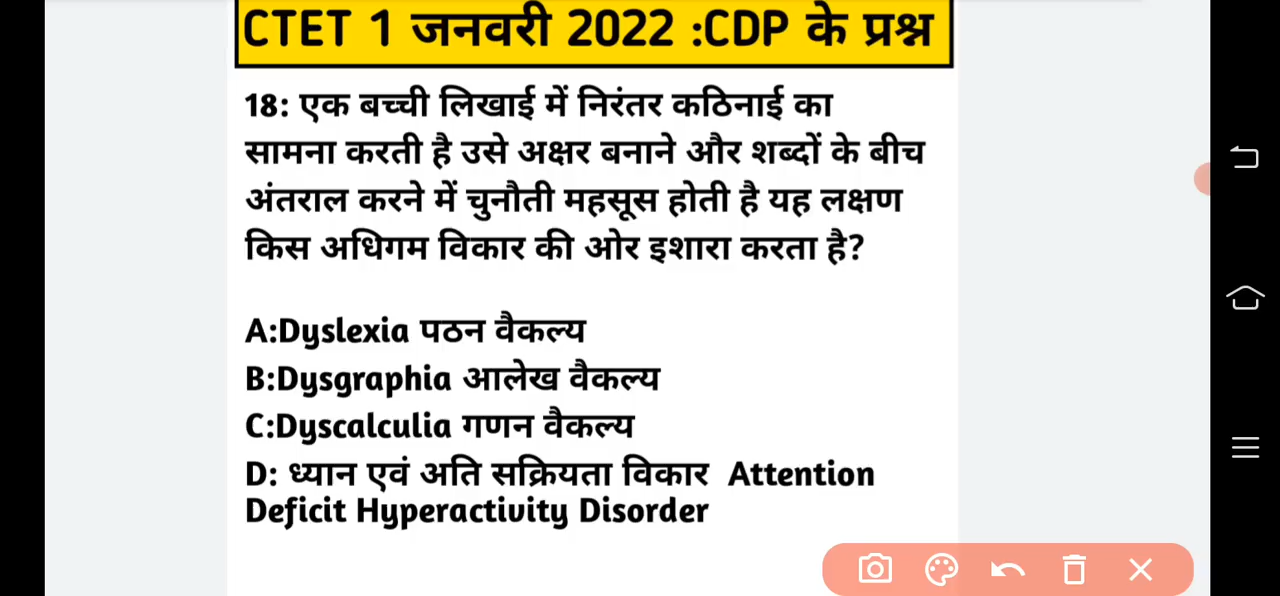 CTET 1 जनवरी 2022 :CDP के प्रश्न
18: एक बच्ची लिखाई में निरंतर कठिनाई का
सामना करती है उसे अक्षर बनाने और शब्दों के बीच
अंतराल करने में चुनौती महसूस होती है यह लक्षण
किस अधिगम विकार की ओर इशारा करता है?
A:Dyslexia पठन वैकल्य
B:Dysgraphia आलेख वैकल्य
C:Dyscalculia गणन वैकल्य
D: ध्यान एवं अति सक्रियता विकार Attention
Deficit Hyperactivity Disorder